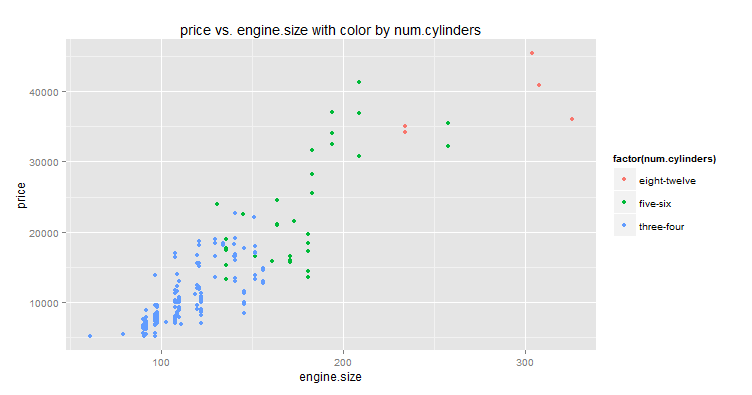 price vs. engine.size with color by num.cylinders
price
40000
30000
20000
10000
100
200
300
engine.size
factor(num.cylinders)
eight-twelve
five-six
three-four